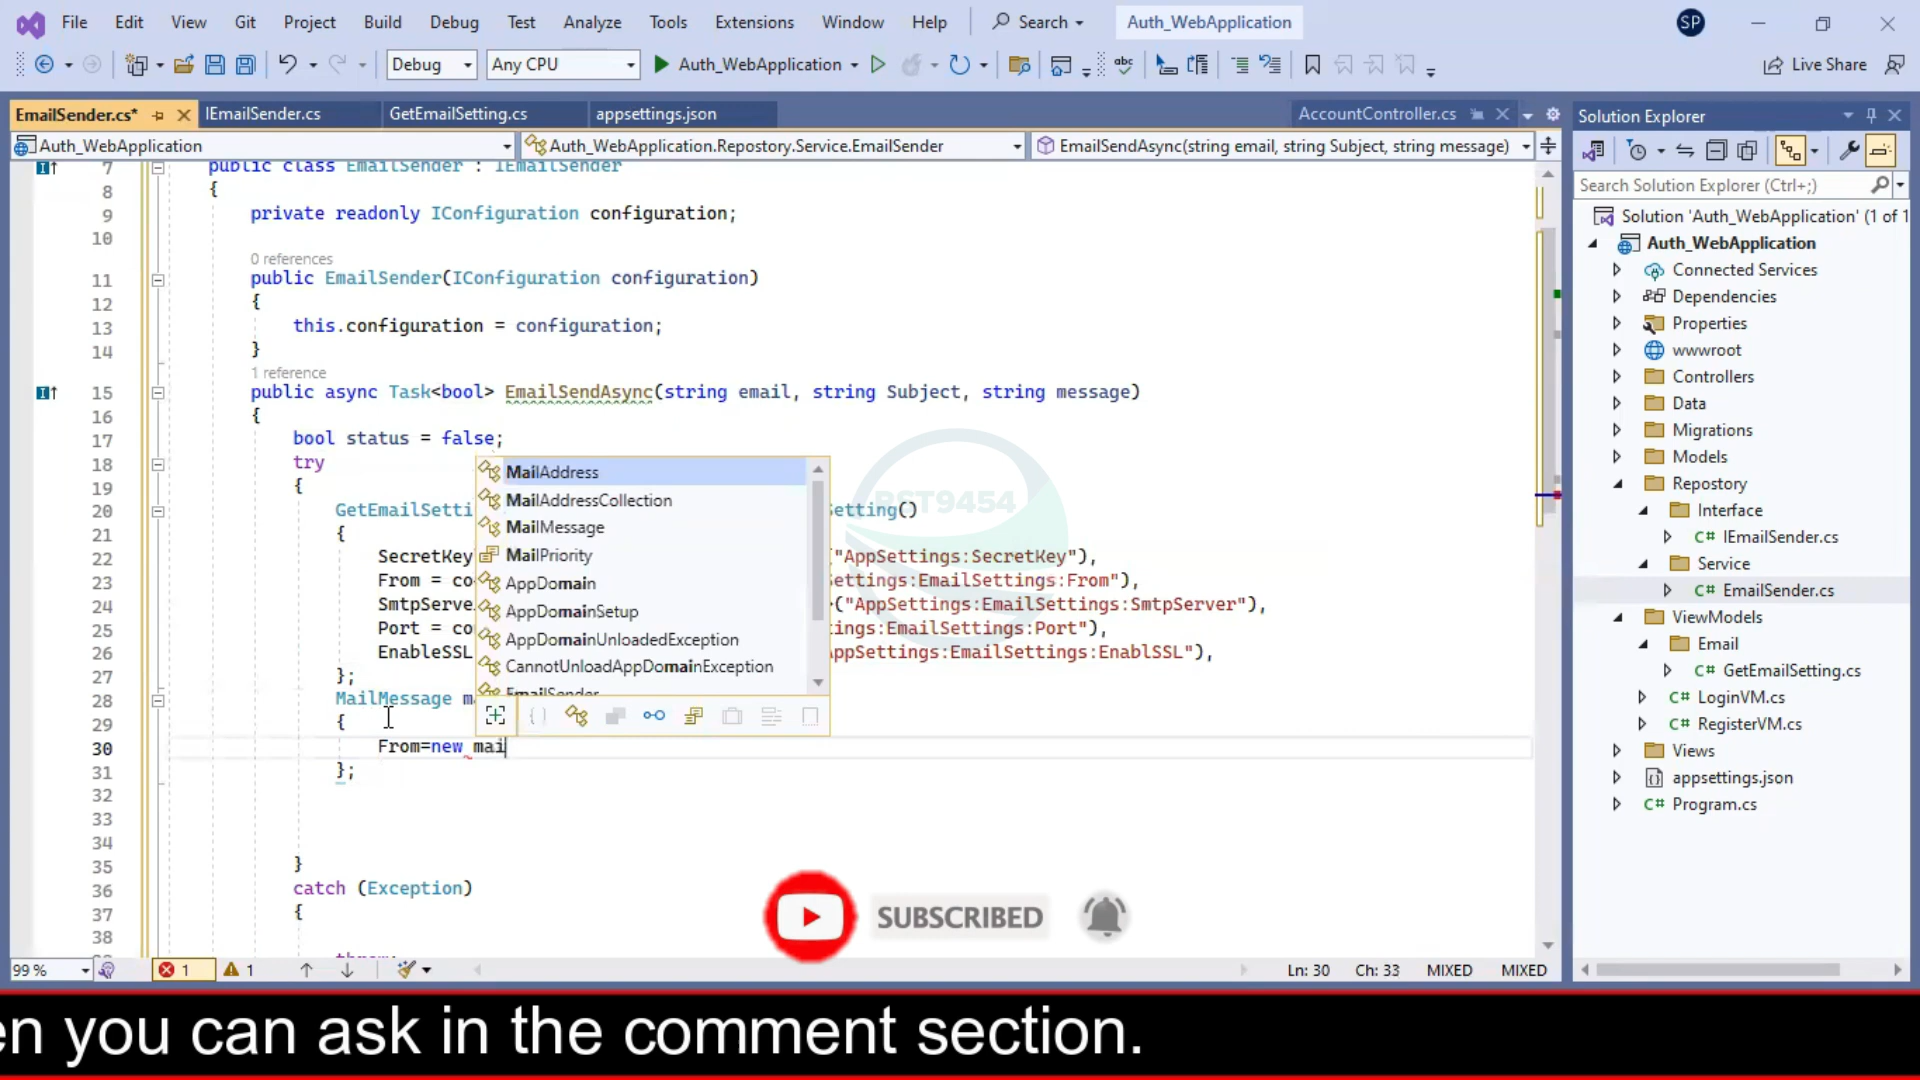 File Edit View Git Project Build Debug Test Analyze Tools Extensions Window Help Search Auth_WebApplication SP
Debug Any CPU Auth_WebApplication abc Live Share
EmailSender.cs* IEmailSender.cs GetEmailSetting.cs appsettings.json AccountController.cs
Auth_WebApplication Auth_WebApplication.Repostory.Service.EmailSender EmailSendAsync(string email, string Subject, string message)
7 public class EmailSender : IEmailSender
8 {
9 private readonly IConfiguration configuration;
10
0 references
11 public EmailSender(IConfiguration configuration)
12 {
13 this.configuration = configuration;
14 }
1 reference
15 public async Task<bool> EmailSendAsync(string email, string Subject, string message)
16 {
17 bool status = false;
18 try
19 {
20 GetEmailSetti etting()
21 {
22 SecretKey ("AppSettings:SecretKey"),
23 From = co ettings:EmailSettings:From"),
24 SmtpServe ("AppSettings:EmailSettings:SmtpServer"),
25 Port = co ings:EmailSettings:Port"),
26 EnableSSL AppSettings:EmailSettings:EnablSSL"),
27 };
28 MailMessage m
29 {
30 From=new mai
31 };
32
33
34
35 }
36 catch (Exception)
37 {
38
MailAddress
MailAddressCollection
MailMessage
MailPriority
AppDomain
AppDomainSetup
AppDomainUnloadedException
CannotUnloadAppDomainException
EmailSender
BST9454
SUBSCRIBED
99 % 1 1 Ln: 30 Ch: 33 MIXED MIXED
Solution Explorer
Search Solution Explorer (Ctrl+;)
Solution 'Auth_WebApplication' (1 of 1
Auth_WebApplication
Connected Services
Dependencies
Properties
wwwroot
Controllers
Data
Migrations
Models
Repostory
Interface
C# IEmailSender.cs
Service
C# EmailSender.cs
ViewModels
Email
C# GetEmailSetting.cs
C# LoginVM.cs
C# RegisterVM.cs
Views
appsettings.json
C# Program.cs
en you can ask in the comment section.